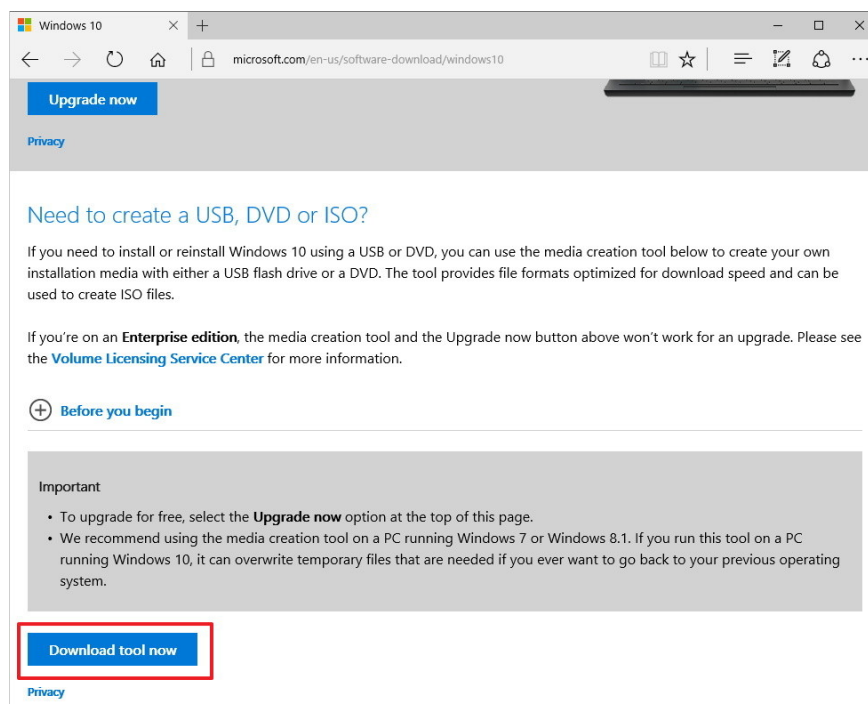 Windows 10
microsoft.com/en-us/software-download/windows10
Upgrade now
Privacy
Need to create a USB, DVD or ISO?
If you need to install or reinstall Windows 10 using a USB or DVD, you can use the media creation tool below to create your own
installation media with either a USB flash drive or a DVD. The tool provides file formats optimized for download speed and can be
used to create ISO files.
If you're on an Enterprise edition, the media creation tool and the Upgrade now button above won't work for an upgrade. Please see
the Volume Licensing Service Center for more information.
Before you begin
Important
• To upgrade for free, select the Upgrade now option at the top of this page.
• We recommend using the media creation tool on a PC running Windows 7 or Windows 8.1. If you run this tool on a PC
running Windows 10, it can overwrite temporary files that are needed if you ever want to go back to your previous operating
system.
Download tool now
Privacy